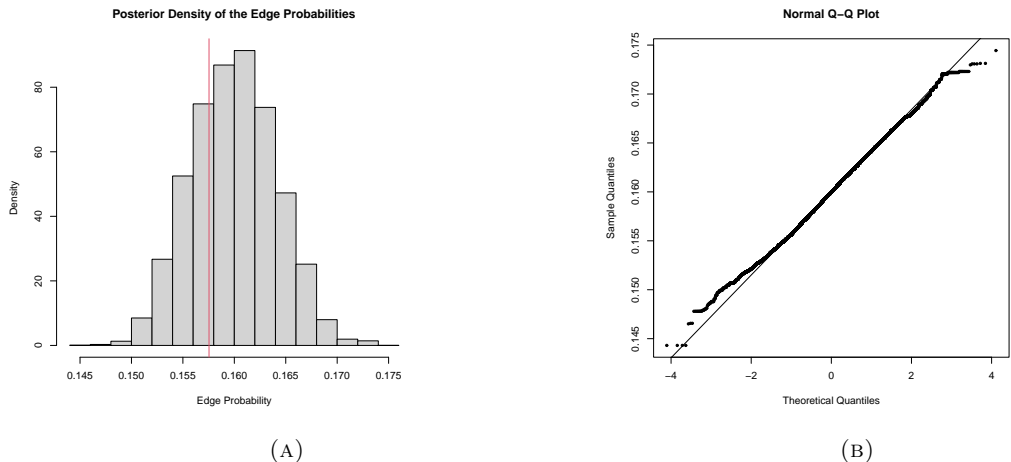 Posterior Density of the Edge Probabilities
Density
0
20
40
60
80
0.145 0.150 0.155 0.160 0.165 0.170 0.175
Edge Probability
(A)
Normal Q−Q Plot
Sample Quantiles
0.145
0.150
0.155
0.160
0.165
0.170
0.175
−4 −2 0 2 4
Theoretical Quantiles
(B)